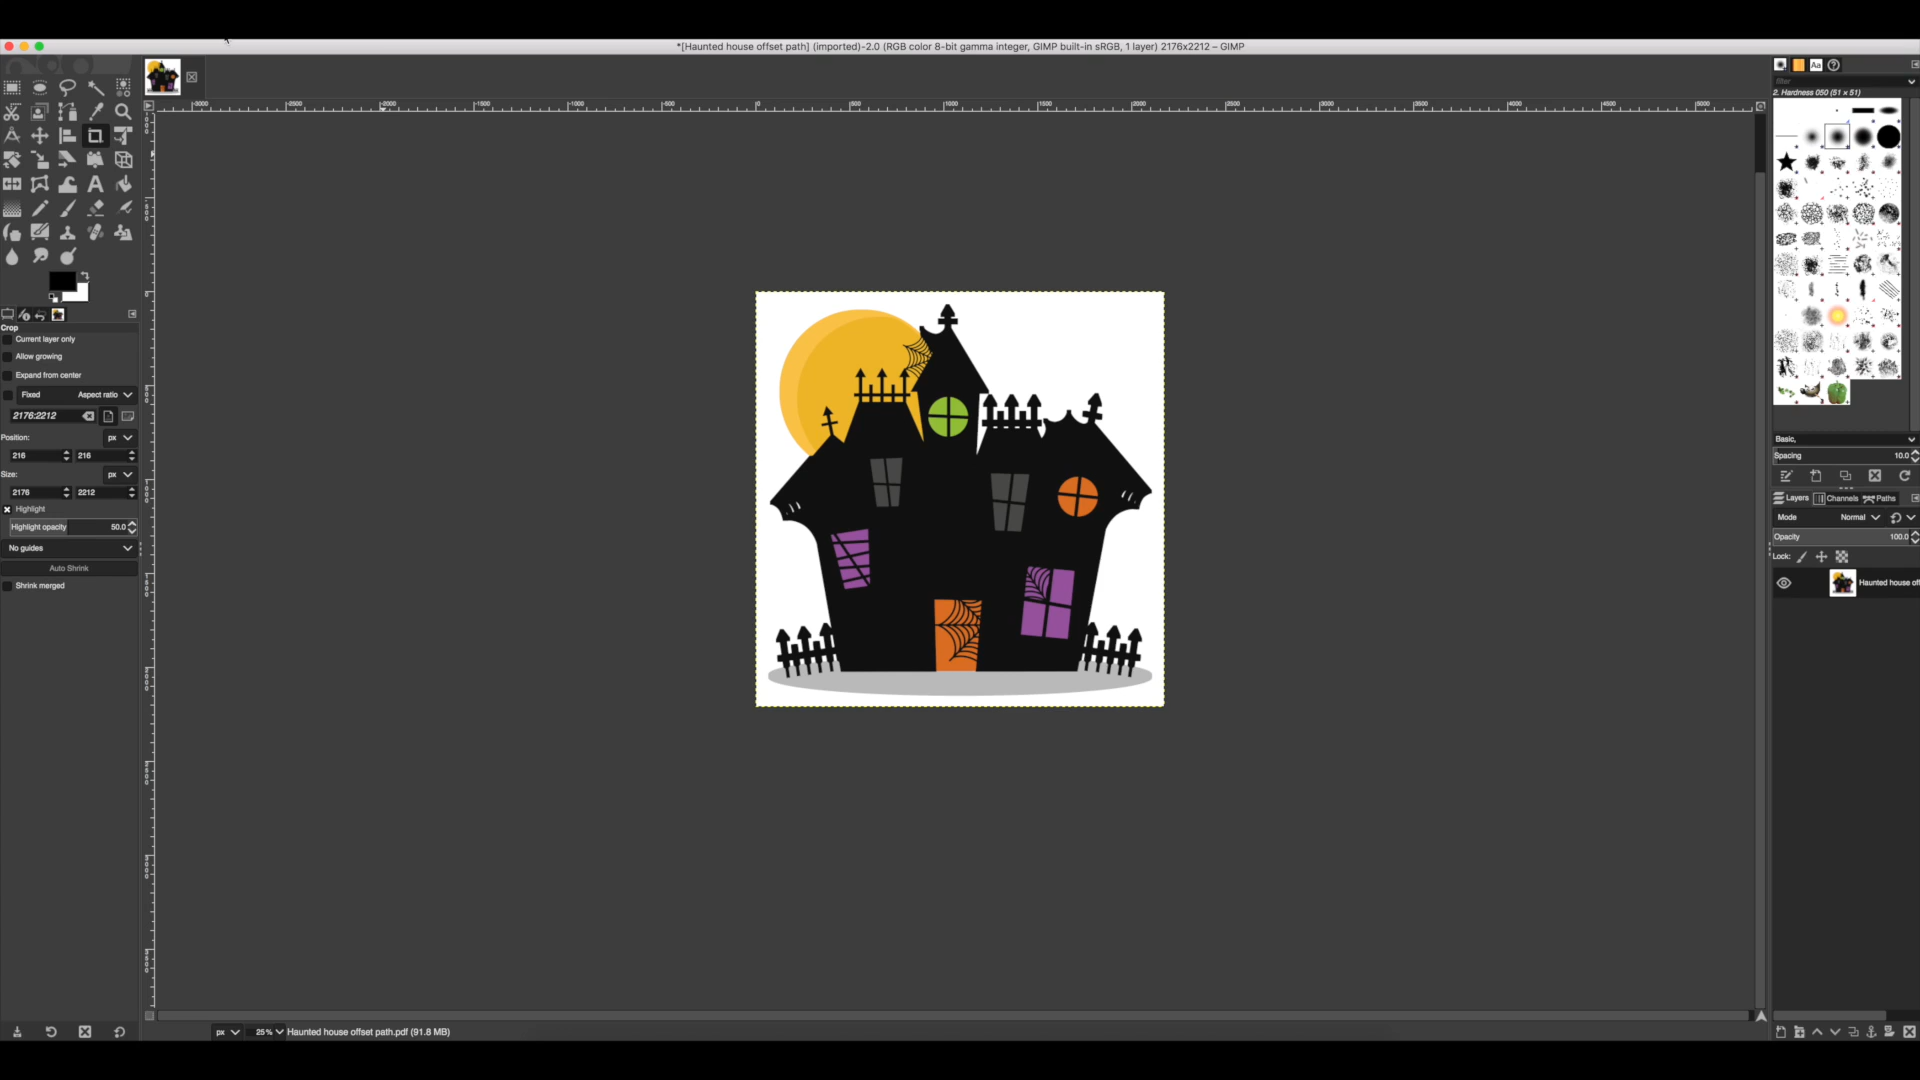 *[Haunted house offset path] (imported)-2.0 (RGB color 8-bit gamma integer, GIMP built-in sRGB, 1 layer) 2176x2212 – GIMP
Aa
filter
2. Hardness 050 (51 × 51)
Crop
Current layer only
Allow growing
Expand from center
Fixed Aspect ratio
2176:2212
Position: px
216 216
Size: px
2176 2212
Highlight
Highlight opacity 50.0
No guides
Auto Shrink
Shrink merged
Basic,
Spacing 10.0
Layers Channels Paths
Mode Normal
Opacity 100.0
Lock:
Haunted house off
px 25% Haunted house offset path.pdf (91.8 MB)